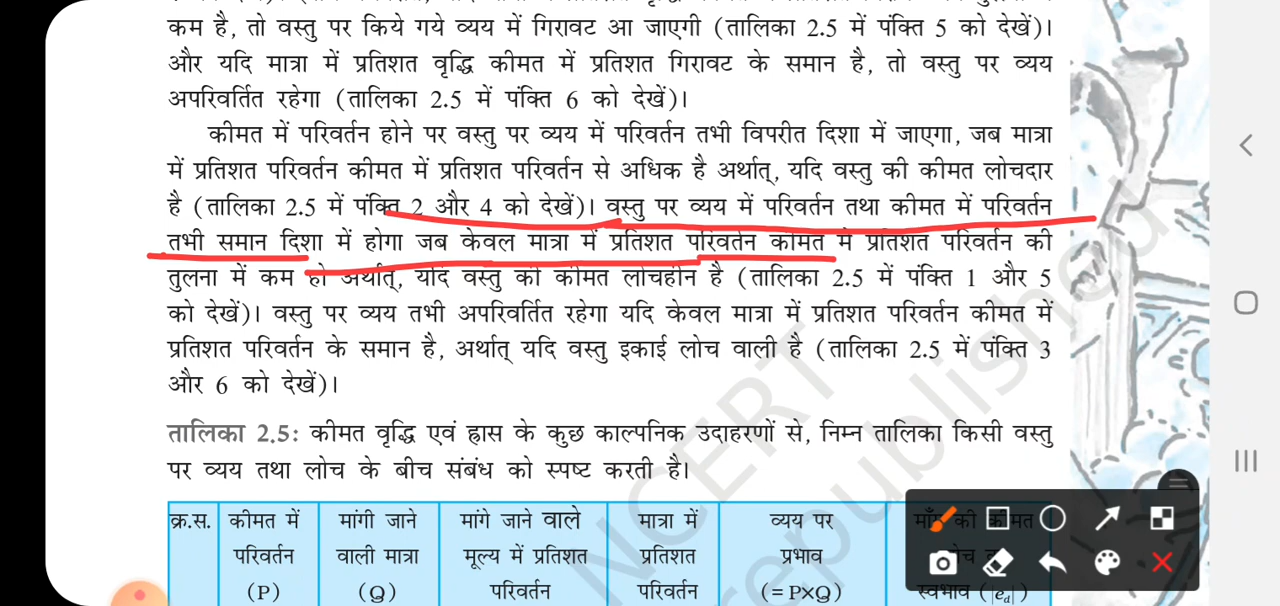 कम है, तो वस्तु पर किये गये व्यय में गिरावट आ जाएगी (तालिका 2.5 में पंक्ति 5 को देखें)।
और यदि मात्रा में प्रतिशत वृद्धि कीमत में प्रतिशत गिरावट के समान है, तो वस्तु पर व्यय
अपरिवर्तित रहेगा (तालिका 2.5 में पंक्ति 6 को देखें)।
कीमत में परिवर्तन होने पर वस्तु पर व्यय में परिवर्तन तभी विपरीत दिशा में जाएगा, जब मात्रा
में प्रतिशत परिवर्तन कीमत में प्रतिशत परिवर्तन से अधिक है अर्थात्, यदि वस्तु की कीमत लोचदार
है (तालिका 2.5 में पंक्ति 2 और 4 को देखें)। वस्तु पर व्यय में परिवर्तन तथा कीमत में परिवर्तन
तभी समान दिशा में होगा जब केवल मात्रा में प्रतिशत परिवर्तन कीमत में प्रतिशत परिवर्तन की
तुलना में कम हो अर्थात्, यदि वस्तु की कीमत लोचहीन है (तालिका 2.5 में पंक्ति 1 और 5
को देखें)। वस्तु पर व्यय तभी अपरिवर्तित रहेगा यदि केवल मात्रा में प्रतिशत परिवर्तन कीमत में
प्रतिशत परिवर्तन के समान है, अर्थात् यदि वस्तु इकाई लोच वाली है (तालिका 2.5 में पंक्ति 3
और 6 को देखें)।
तालिका 2.5: कीमत वृद्धि एवं ह्रास के कुछ काल्पनिक उदाहरणों से, निम्न तालिका किसी वस्तु
पर व्यय तथा लोच के बीच संबंध को स्पष्ट करती है।
क्र.स. कीमत में मांगी जाने मांगे जाने वाले मात्रा में व्यय पर माँग की कीमत
परिवर्तन वाली मात्रा मूल्य में प्रतिशत प्रतिशत प्रभाव
(P) (Q) परिवर्तन परिवर्तन (= P×Q) स्वभाव (|e_d|)
NCERT
republished